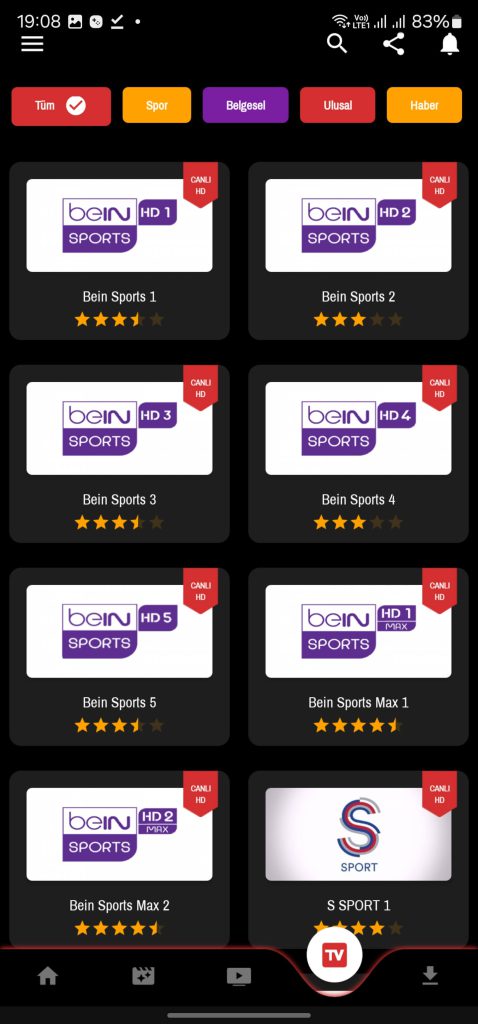 19:08 Vo) LTE1 83%
Tüm Spor Belgesel Ulusal Haber
CANLI
HD
CANLI
HD
beIN HD 1
SPORTS
beIN HD 2
SPORTS
Bein Sports 1
Bein Sports 2
CANLI
HD
CANLI
HD
beIN HD 3
SPORTS
beIN HD 4
SPORTS
Bein Sports 3
Bein Sports 4
CANLI
HD
CANLI
HD
beIN HD 5
SPORTS
beIN HD 1
MAX
SPORTS
Bein Sports 5
Bein Sports Max 1
CANLI
HD
CANLI
HD
beIN HD 2
MAX
SPORTS
S
SPORT
Bein Sports Max 2
S SPORT 1
TV